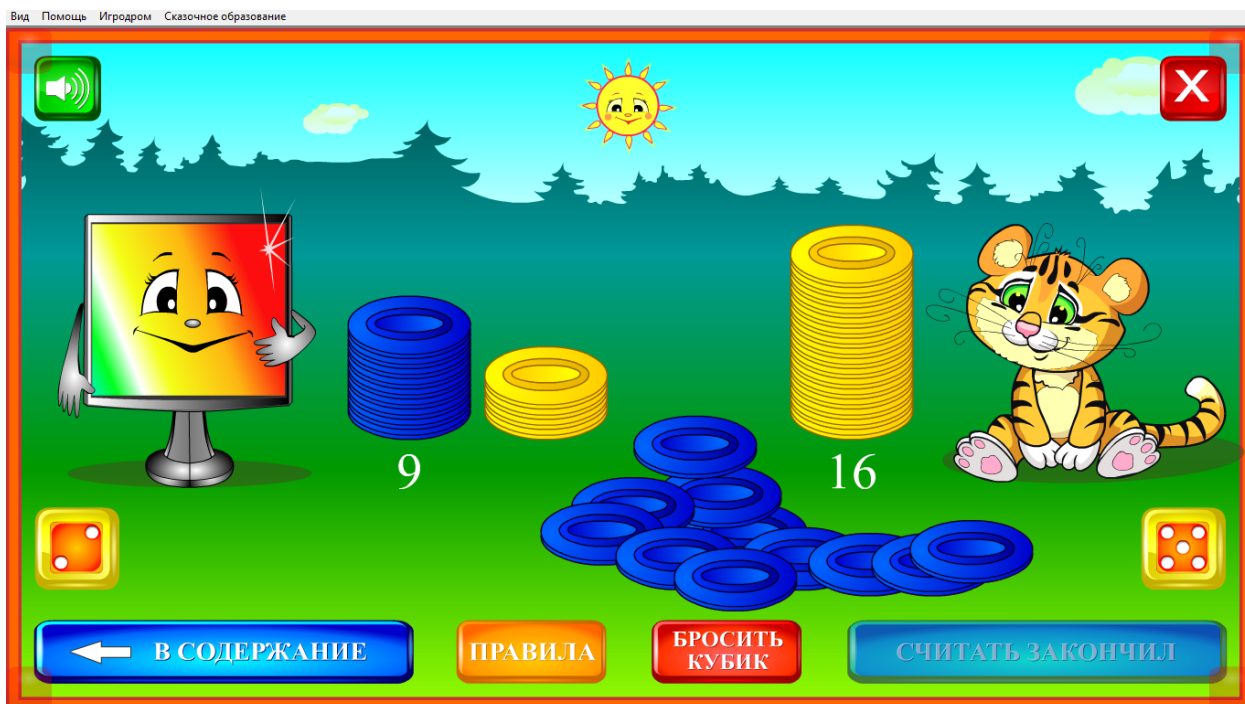 Вид Помощь Игродром Сказочное образование
X
9
16
В СОДЕРЖАНИЕ
ПРАВИЛА
БРОСИТЬ
КУБИК
СЧИТАТЬ ЗАКОНЧИЛ